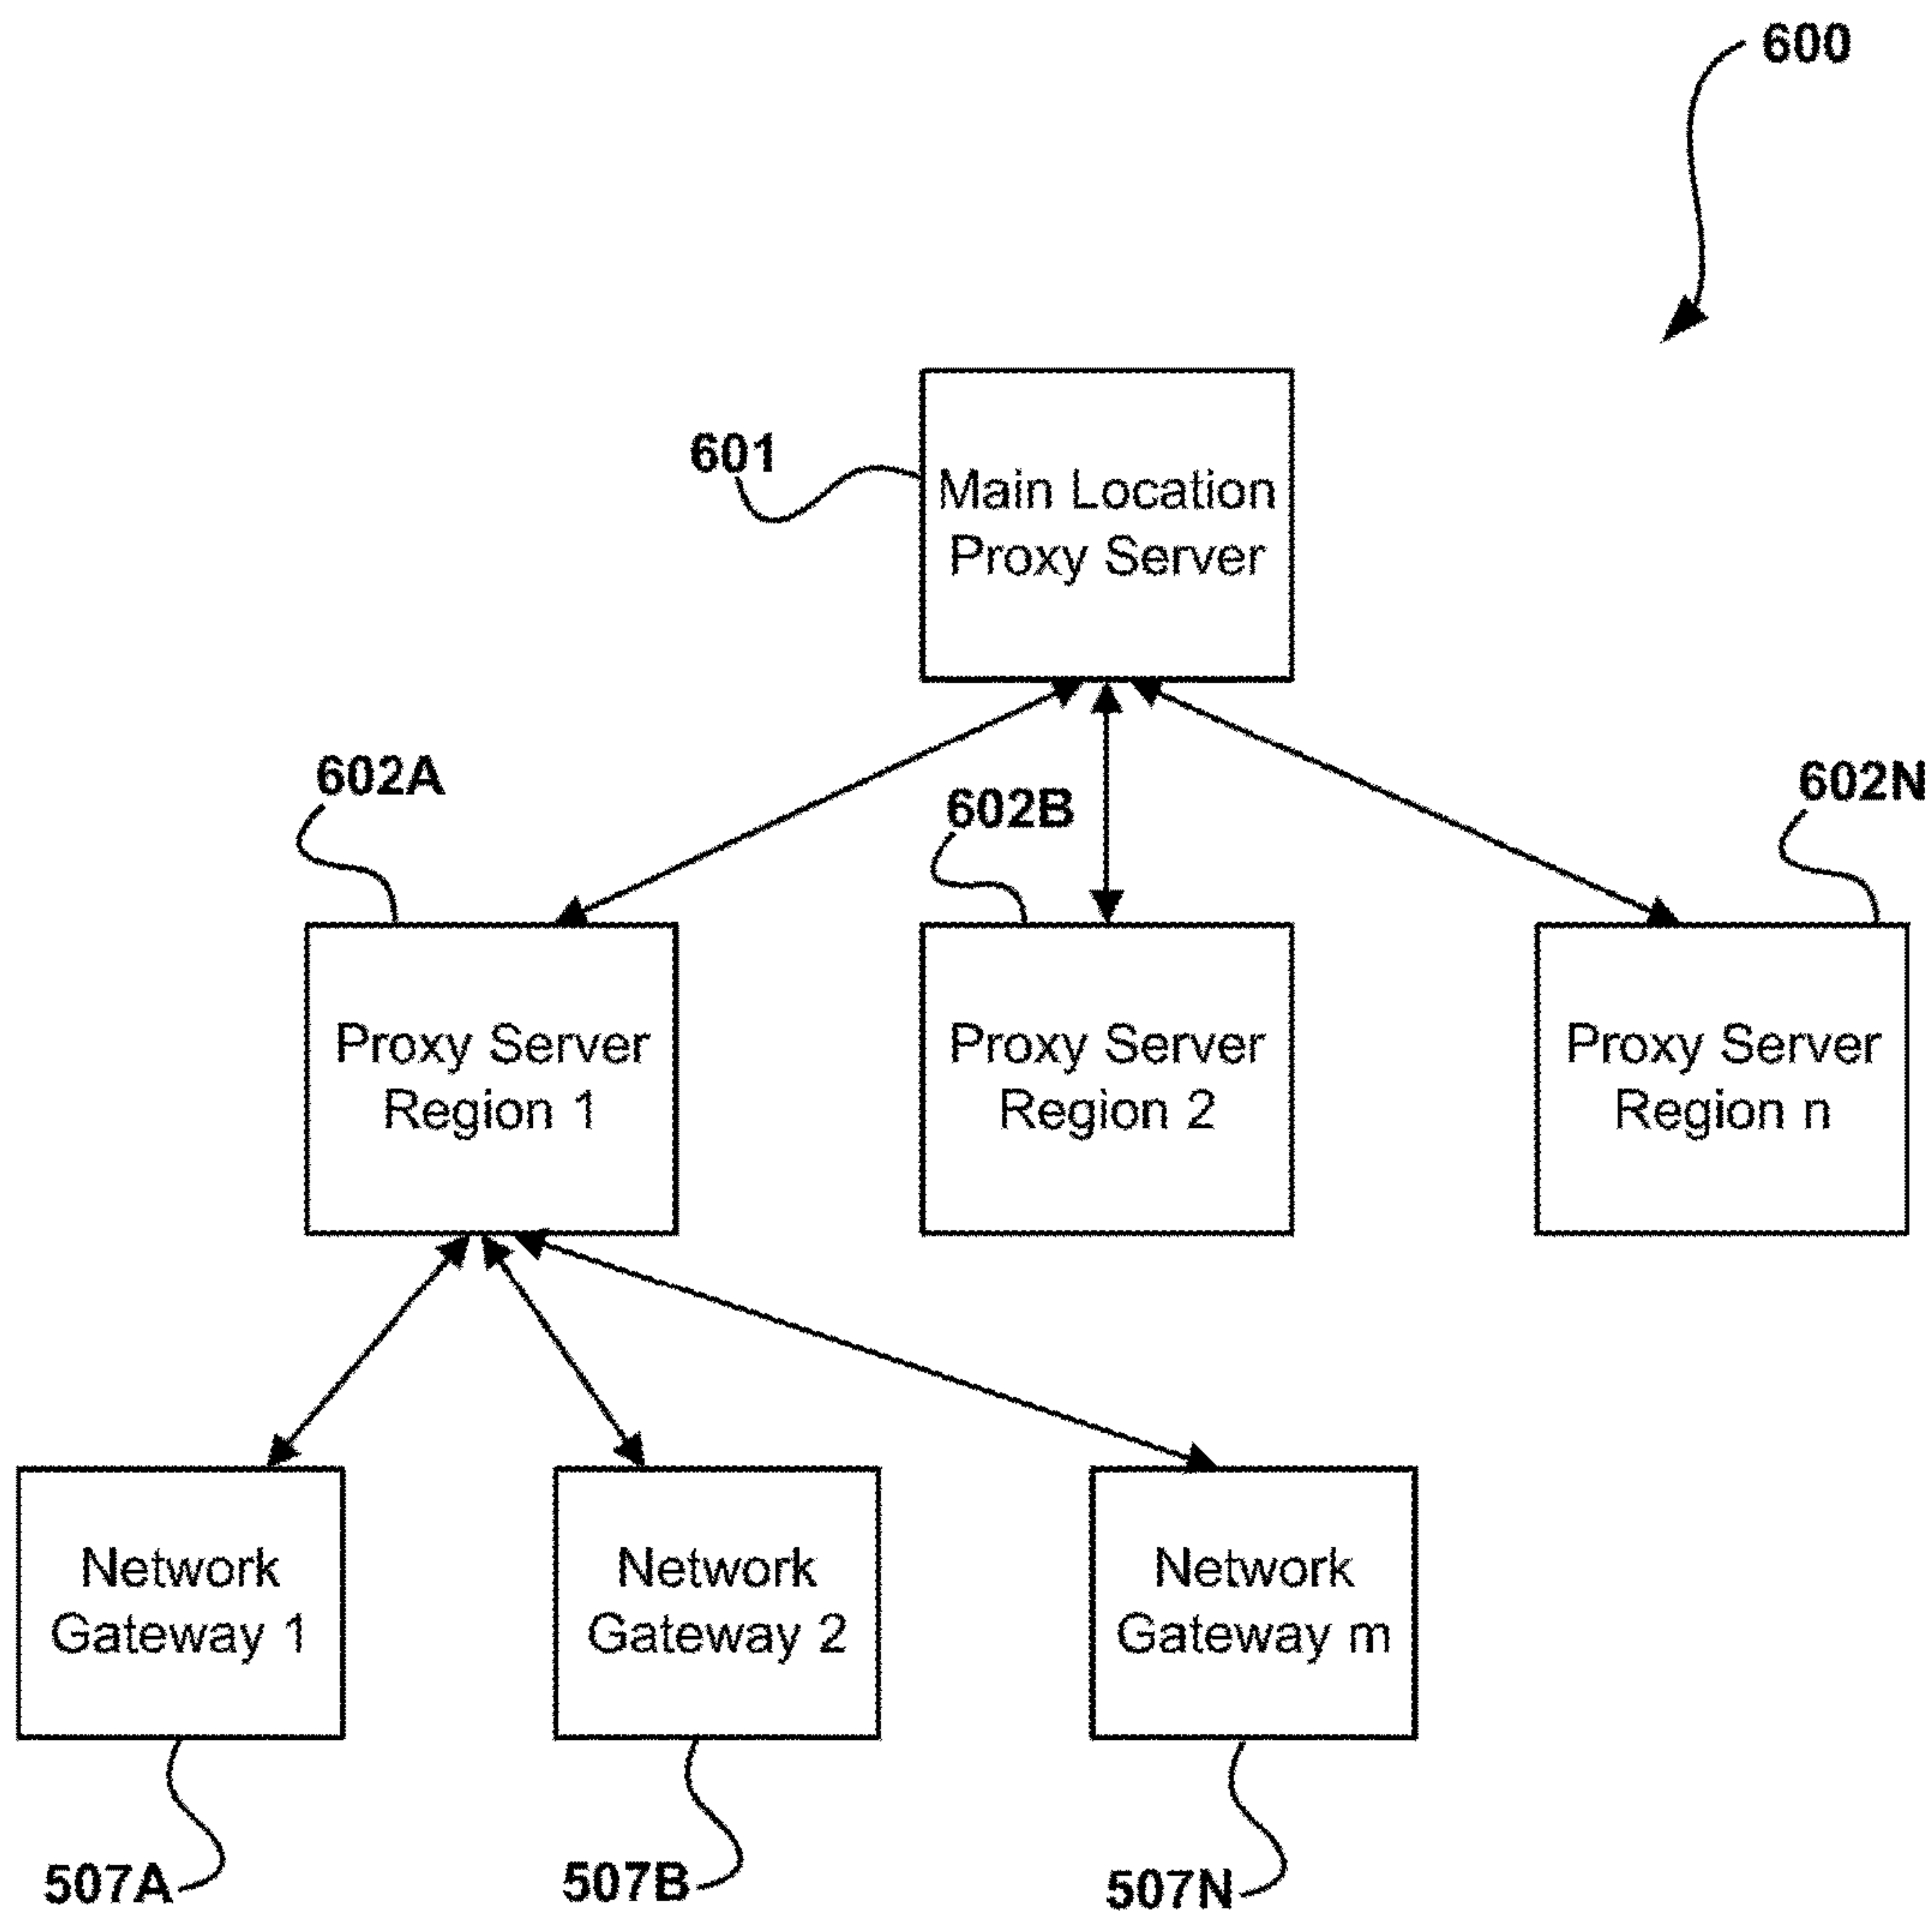 600
601
Main Location
Proxy Server
602A
602B
602N
Proxy Server
Region 1
Proxy Server
Region 2
Proxy Server
Region n
Network
Gateway 1
Network
Gateway 2
Network
Gateway m
507A
507B
507N